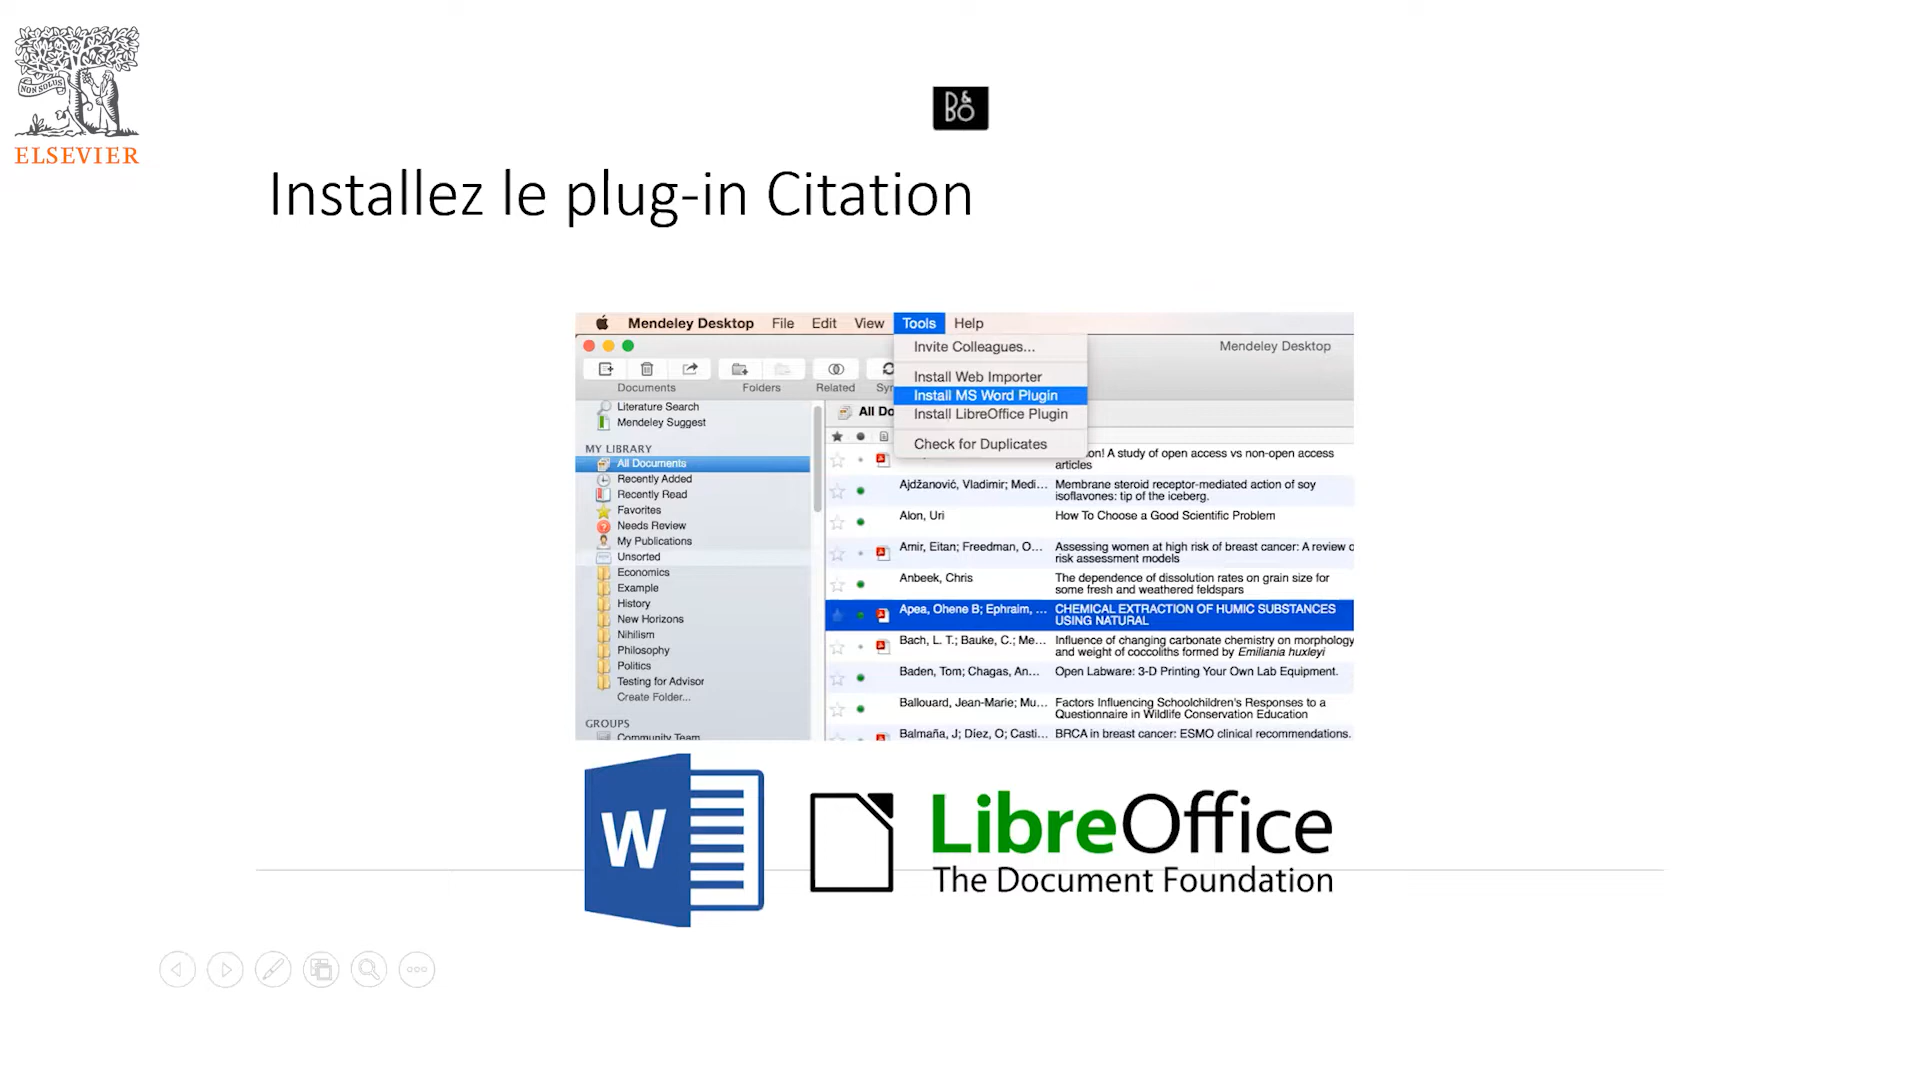 NON SOLUS
ELSEVIER
B&O
Installez le plug-in Citation
Mendeley Desktop File Edit View Tools Help
Invite Colleagues...
Mendeley Desktop
Install Web Importer
Install MS Word Plugin
Install LibreOffice Plugin
Check for Duplicates
Documents Folders Related
Literature Search
Mendeley Suggest
MY LIBRARY
All Documents
Recently Added
Recently Read
Favorites
Needs Review
My Publications
Unsorted
Economics
Example
History
New Horizons
Nihilism
Philosophy
Politics
Testing for Advisor
Create Folder...
GROUPS
Community Team
All Do
on! A study of open access vs non-open access
articles
Ajdžanović, Vladimir; Medi... Membrane steroid receptor-mediated action of soy
isoflavones: tip of the iceberg.
Alon, Uri How To Choose a Good Scientific Problem
Amir, Eitan; Freedman, O... Assessing women at high risk of breast cancer: A review o
risk assessment models
Anbeek, Chris The dependence of dissolution rates on grain size for
some fresh and weathered feldspars
Apea, Ohene B; Ephraim, ... CHEMICAL EXTRACTION OF HUMIC SUBSTANCES
USING NATURAL
Bach, L. T.; Bauke, C.; Me... Influence of changing carbonate chemistry on morphology
and weight of coccoliths formed by Emiliania huxleyi
Baden, Tom; Chagas, An... Open Labware: 3-D Printing Your Own Lab Equipment.
Ballouard, Jean-Marie; Mu... Factors Influencing Schoolchildren's Responses to a
Questionnaire in Wildlife Conservation Education
Balmaña, J; Díez, O; Casti... BRCA in breast cancer: ESMO clinical recommendations.
W
LibreOffice
The Document Foundation